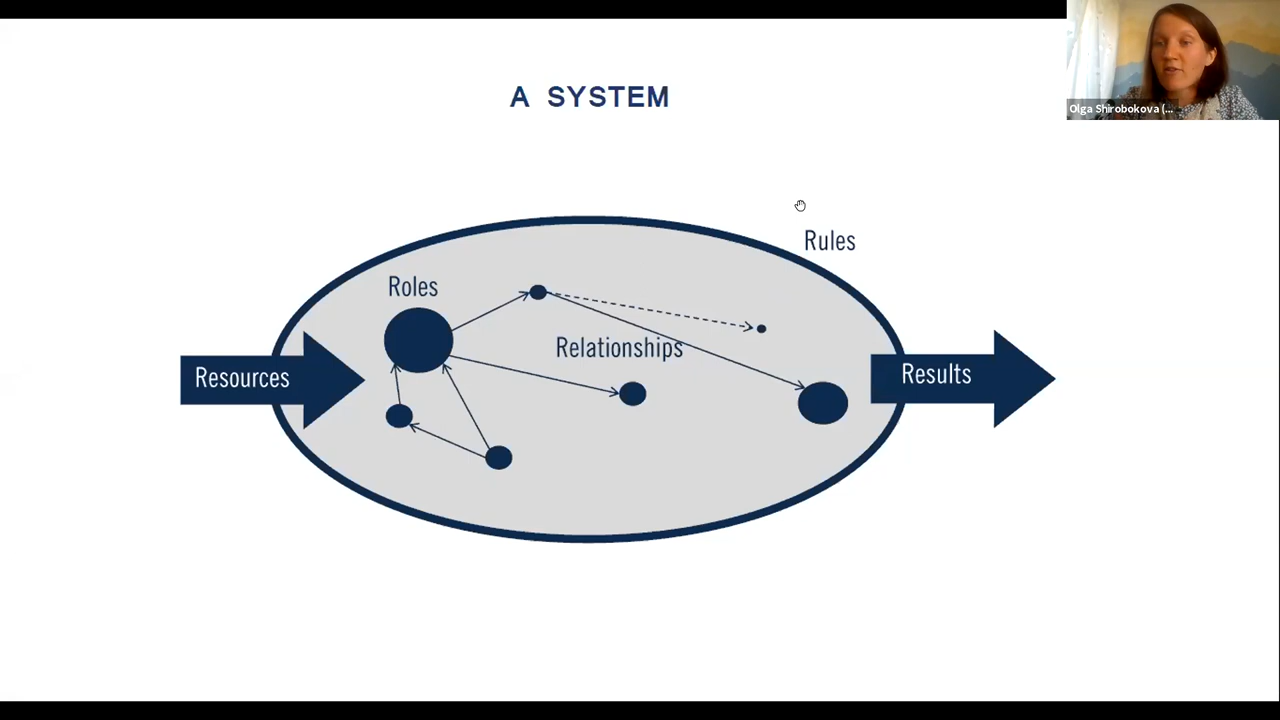 A SYSTEM
Olga Shirobokova (...
Rules
Roles
Relationships
Resources
Results